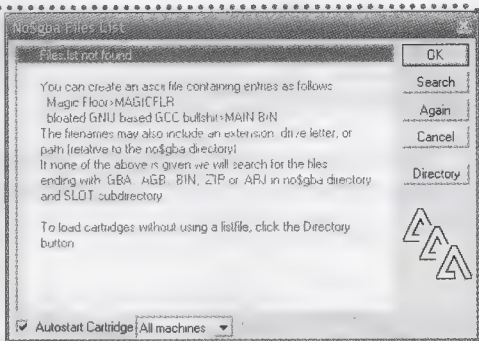 No$gba Files List
Files.lst not found
You can create an ascii file containing entries as follows
Magic Floor>MAGICFLR
bloated GNU based GCC bullshit>MAIN.BIN
The filenames may also include an extension, drive letter, or
path (relative to the no$gba directory)
If none of the above is given we will search for the files
ending with GBA, AGB, BIN, ZIP or ARJ in no$gba directory
and SLOT subdirectory
To load cartridges without using a listfile, click the Directory
button
OK
Search
Again
Cancel
Directory
Autostart Cartridge
All machines